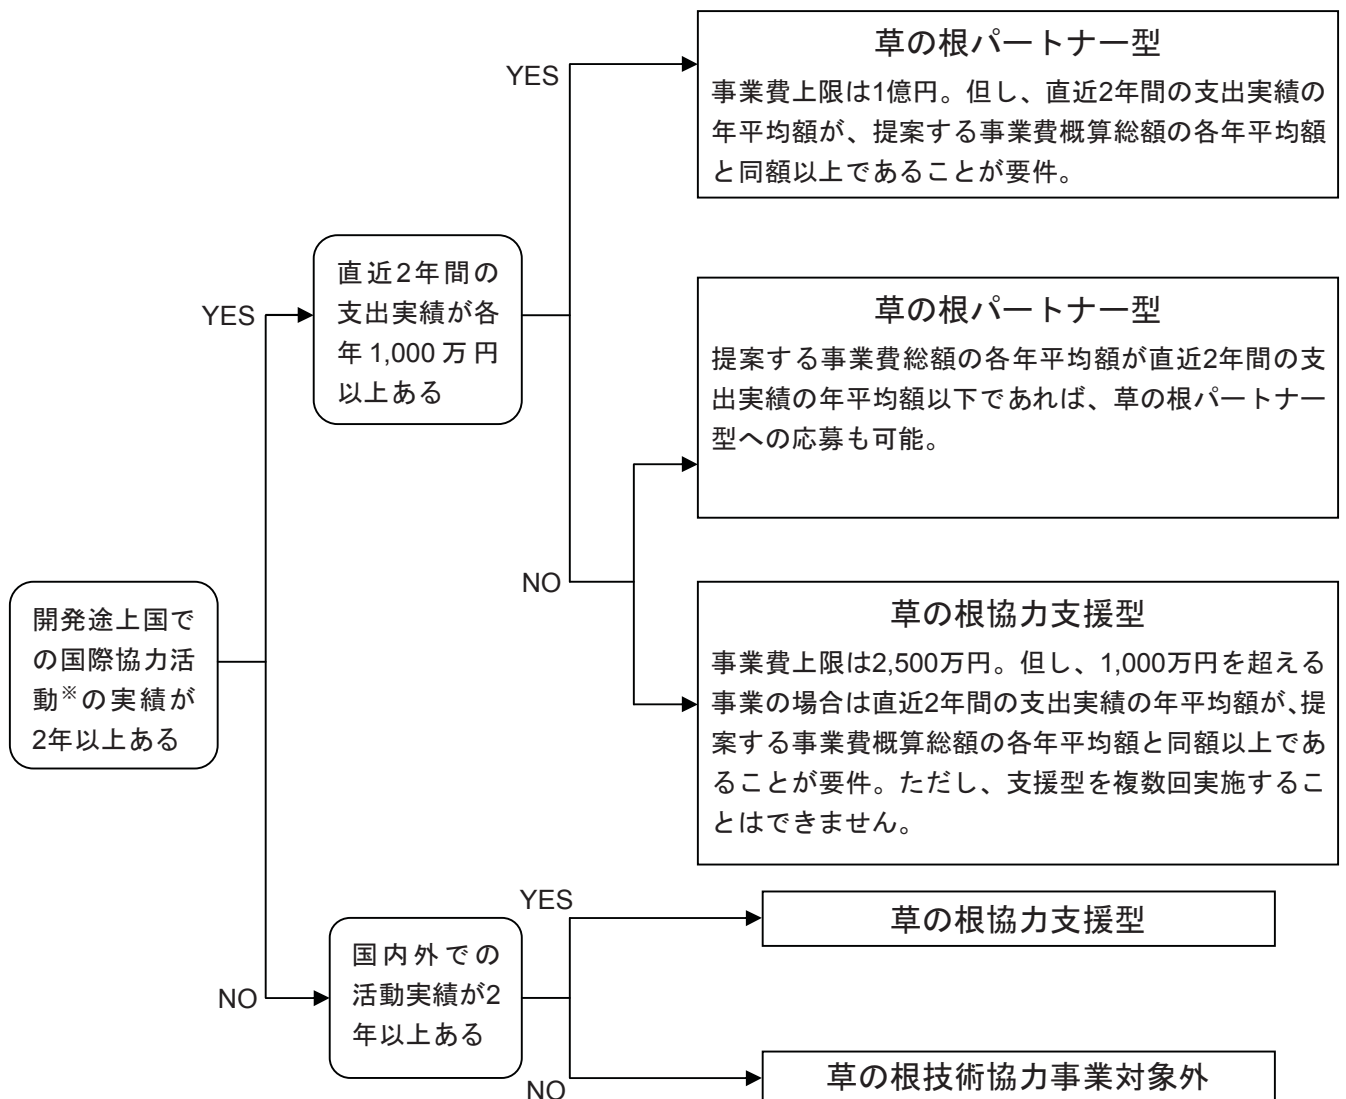 草の根パートナー型
事業費上限は1億円。但し、直近2年間の支出実績の
年平均額が、提案する事業費概算総額の各年平均額
と同額以上であることが要件。
YES
直近2年間の
支出実績が各
年1,000万円
以上ある
YES
草の根パートナー型
提案する事業費総額の各年平均額が直近2年間の支
出実績の年平均額以下であれば、草の根パートナー
型への応募も可能。
NO
草の根協力支援型
事業費上限は2,500万円。但し、1,000万円を超える
事業の場合は直近2年間の支出実績の年平均額が、提
案する事業費概算総額の各年平均額と同額以上であ
ることが要件。ただし、支援型を複数回実施するこ
とはできません。
開発途上国で
の国際協力活
動※の実績が
2年以上ある
YES
草の根協力支援型
国内外での
活動実績が2
年以上ある
NO
NO
草の根技術協力事業対象外